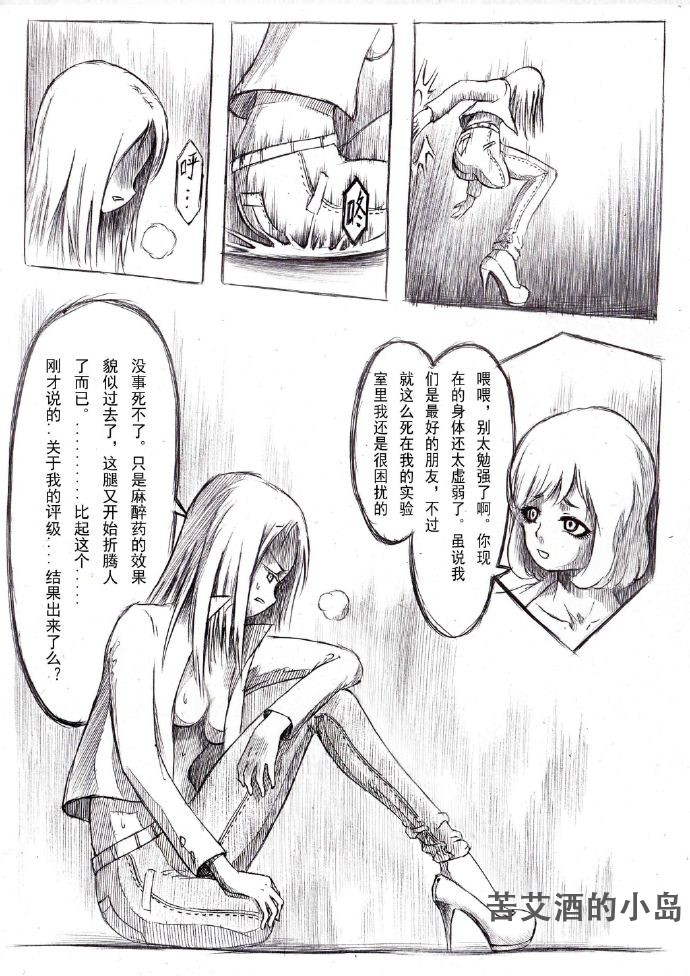 呼…
咚
喂喂，别太勉强了啊。你现
在的身体还太虚弱了。虽说我
们是最好的朋友，不过
就这么死在我的实验
室里我还是很困扰的
没事死不了。只是麻醉药的效果
貌似过去了，这腿又开始折腾人
了而已。.......... 比起这个.....
刚才说的..关于我的评级... 结果出来了么？
苦艾酒的小岛